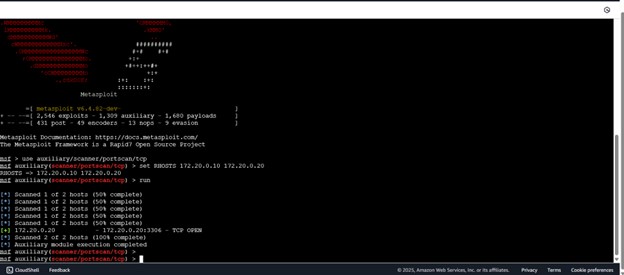 Metasploit
=[ metasploit v6.4.82-dev- ]
+ -- --=[ 2,546 exploits - 1,309 auxiliary - 1,680 payloads ]
+ -- --=[ 431 post - 49 encoders - 13 nops - 9 evasion ]
Metasploit Documentation: https://docs.metasploit.com/
The Metasploit Framework is a Rapid7 Open Source Project
msf > use auxiliary/scanner/portscan/tcp
msf auxiliary(scanner/portscan/tcp) > set RHOSTS 172.20.0.10 172.20.0.20
RHOSTS => 172.20.0.10 172.20.0.20
msf auxiliary(scanner/portscan/tcp) > run
[*] Scanned 1 of 2 hosts (50% complete)
[*] Scanned 1 of 2 hosts (50% complete)
[*] Scanned 1 of 2 hosts (50% complete)
[*] Scanned 1 of 2 hosts (50% complete)
[*] Scanned 1 of 2 hosts (50% complete)
[+] 172.20.0.20 - 172.20.0.20:3306 - TCP OPEN
[*] Scanned 2 of 2 hosts (100% complete)
[*] Auxiliary module execution completed
msf auxiliary(scanner/portscan/tcp) >
msf auxiliary(scanner/portscan/tcp) >
CloudShell Feedback © 2025, Amazon Web Services, Inc. or its affiliates. Privacy Terms Cookie preferences